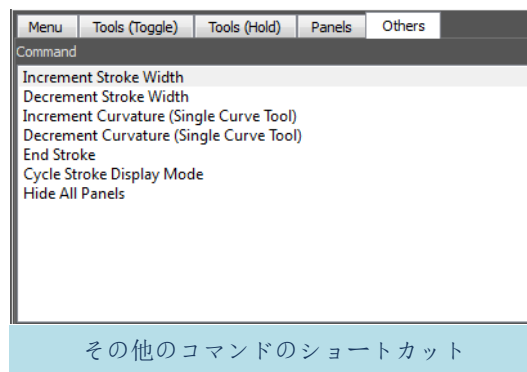 Menu Tools (Toggle) Tools (Hold) Panels Others
Command
Increment Stroke Width
Decrement Stroke Width
Increment Curvature (Single Curve Tool)
Decrement Curvature (Single Curve Tool)
End Stroke
Cycle Stroke Display Mode
Hide All Panels
その他のコマンドのショートカット